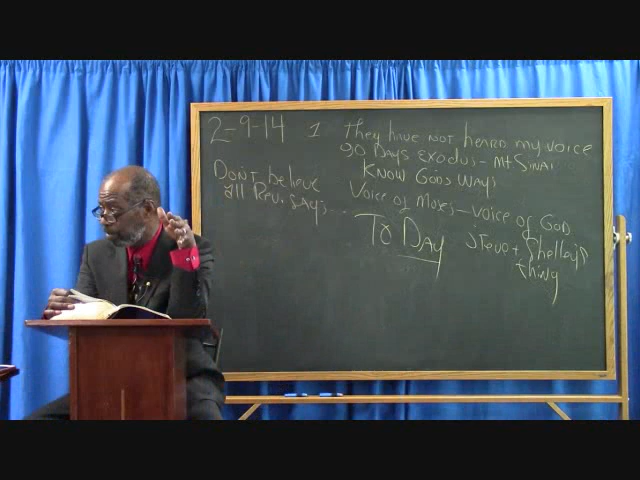 2-9-14 1 they have not heard my voice
90 Days Exodus - Mt Sinai
Know Gods Ways
Don't believe
all Rev. says...
Voice of Moses - Voice of God
To Day
Steve + Shelley's
thing